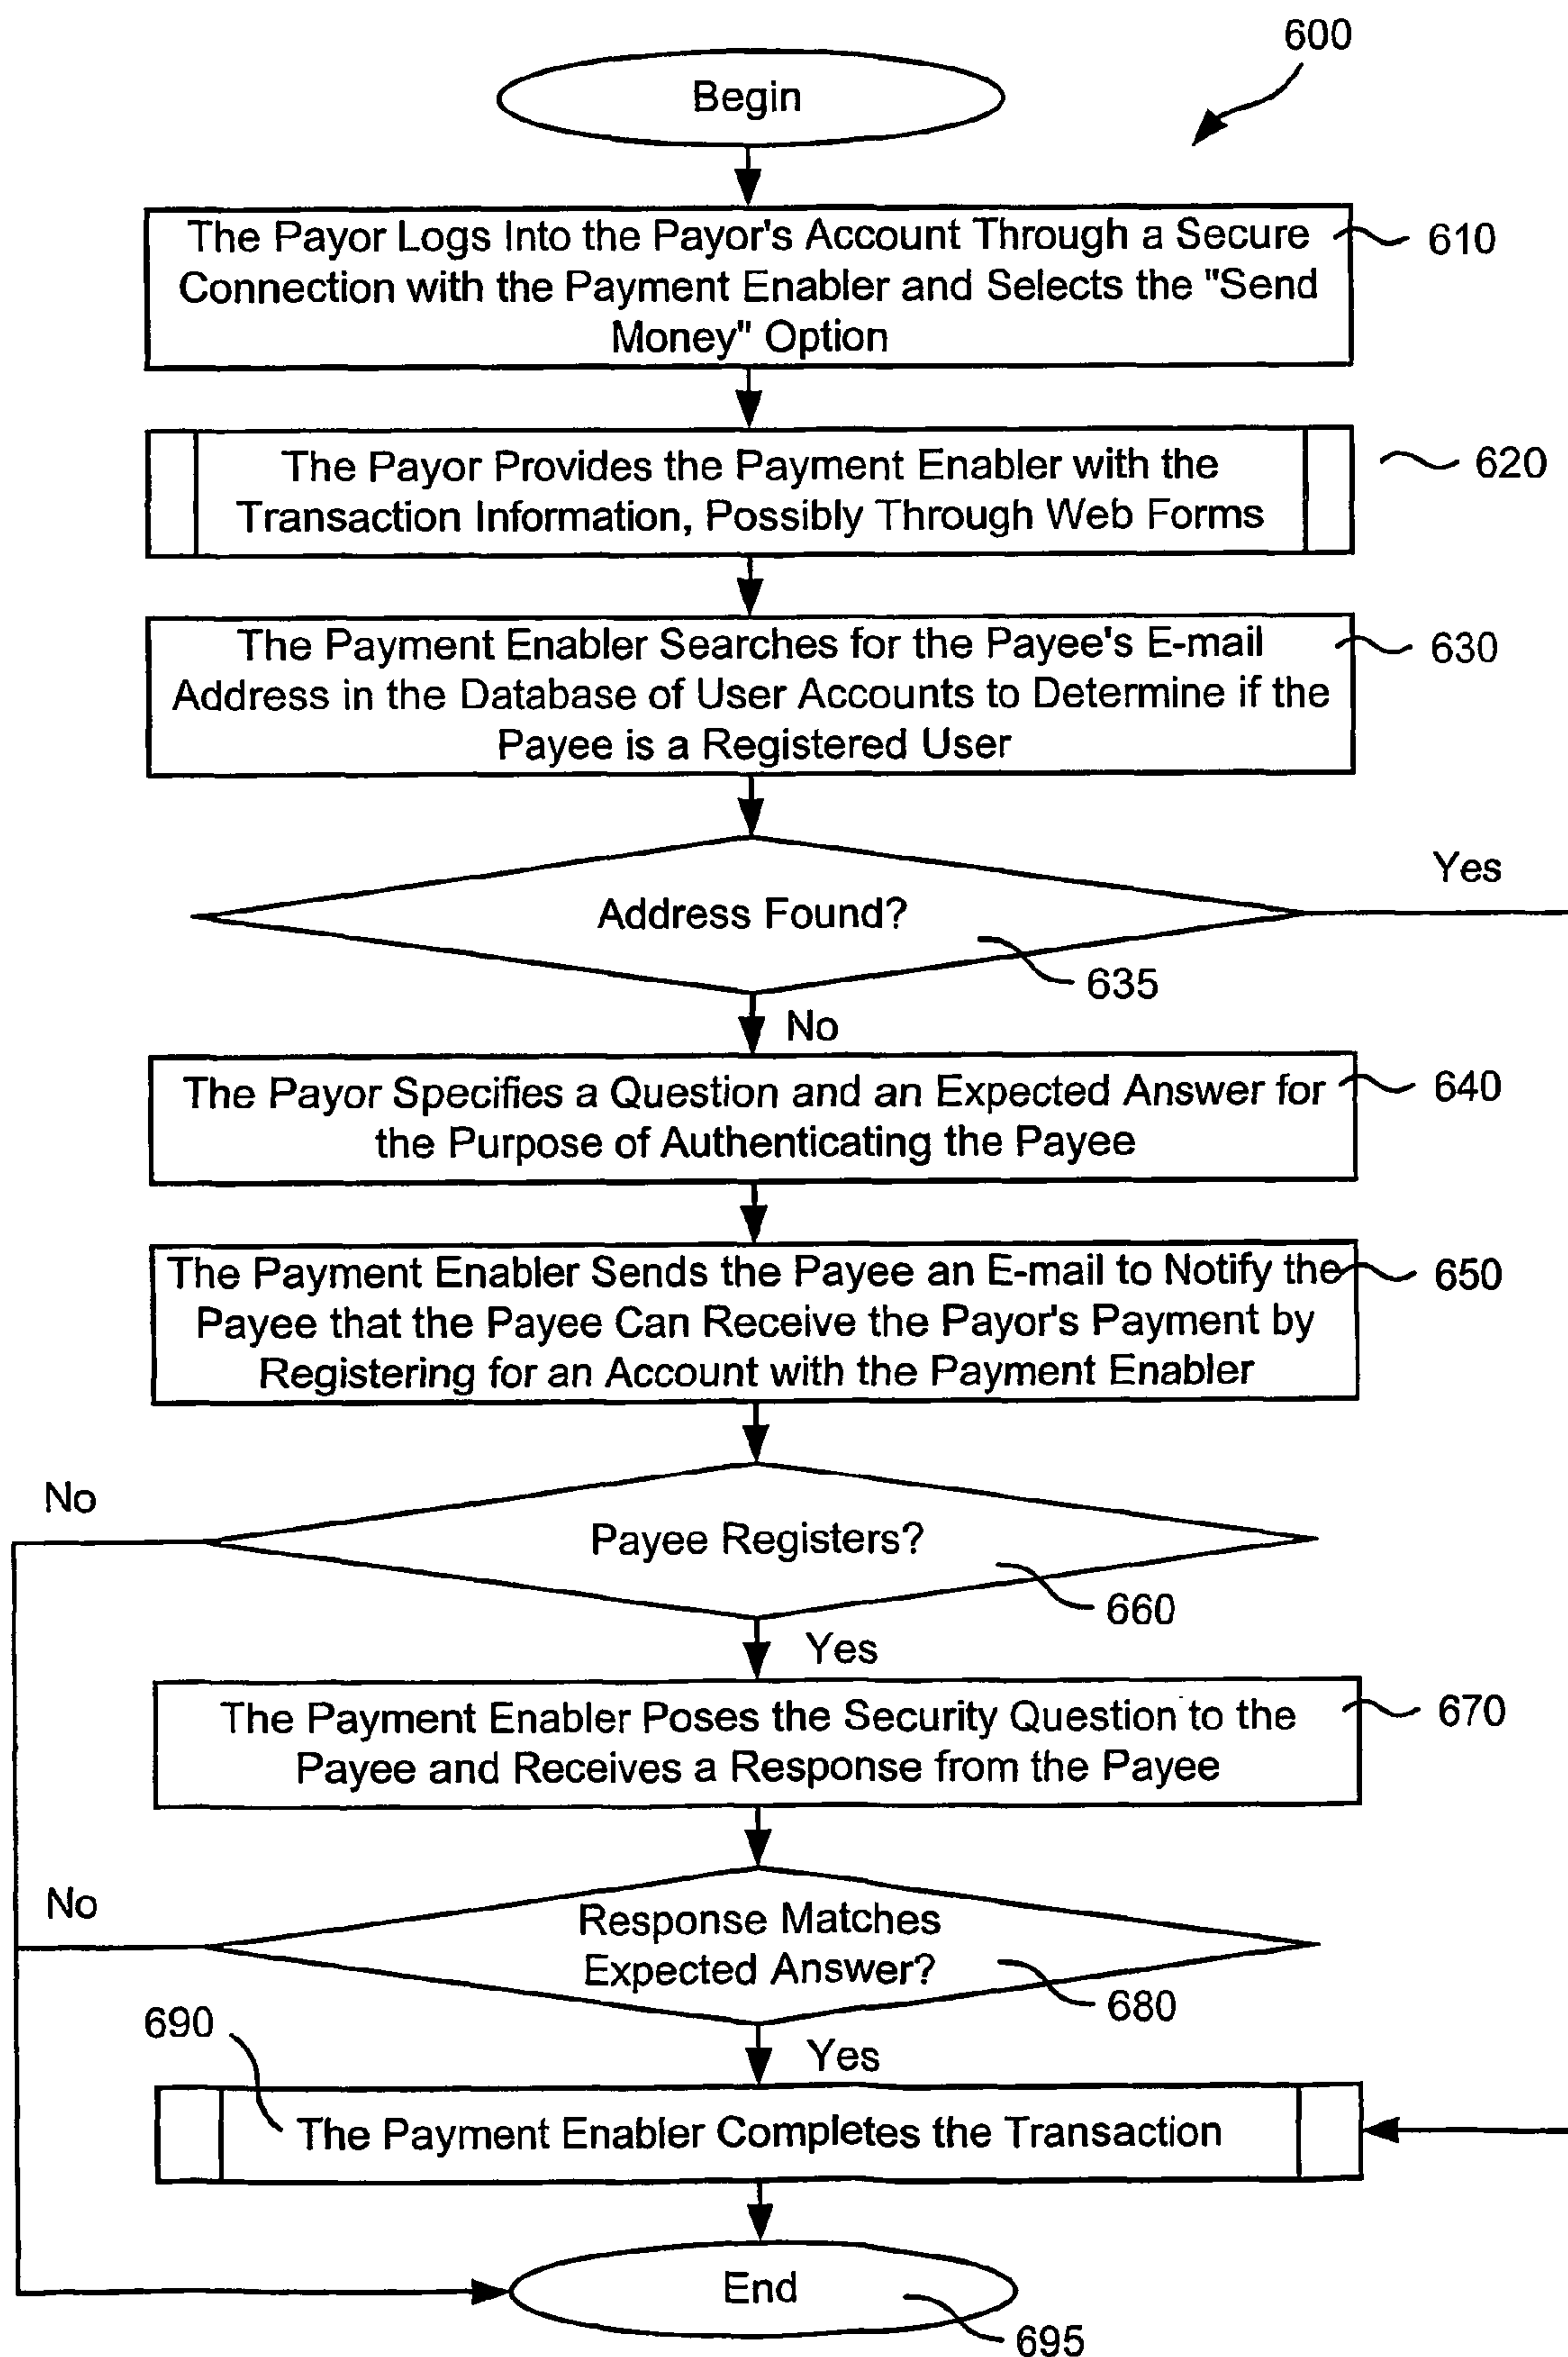 600
Begin
The Payor Logs Into the Payor's Account Through a Secure
Connection with the Payment Enabler and Selects the "Send
Money" Option
610
The Payor Provides the Payment Enabler with the
Transaction Information, Possibly Through Web Forms
620
The Payment Enabler Searches for the Payee's E-mail
Address in the Database of User Accounts to Determine if the
Payee is a Registered User
630
Address Found?
Yes
635
No
The Payor Specifies a Question and an Expected Answer for
the Purpose of Authenticating the Payee
640
The Payment Enabler Sends the Payee an E-mail to Notify the
Payee that the Payee Can Receive the Payor's Payment by
Registering for an Account with the Payment Enabler
650
No
Payee Registers?
660
Yes
The Payment Enabler Poses the Security Question to the
Payee and Receives a Response from the Payee
670
No
Response Matches
Expected Answer?
680
690
Yes
The Payment Enabler Completes the Transaction
End
695